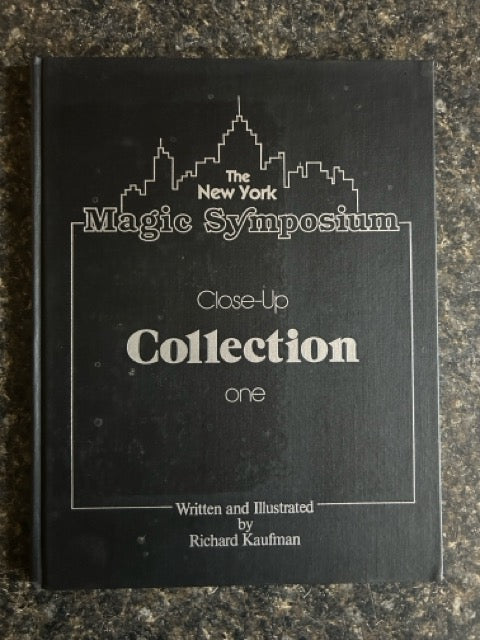 The
New York
Magic Symposium
Close-Up
Collection
one
Written and Illustrated
by
Richard Kaufman